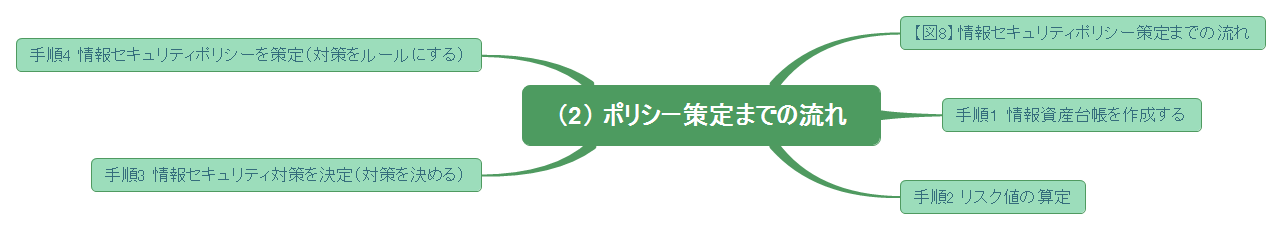 （2）ポリシー策定までの流れ
【図8】情報セキュリティポリシー策定までの流れ
手順1 情報資産台帳を作成する
手順2 リスク値の算定
手順3 情報セキュリティ対策を決定（対策を決める）
手順4 情報セキュリティポリシーを策定（対策をルールにする）